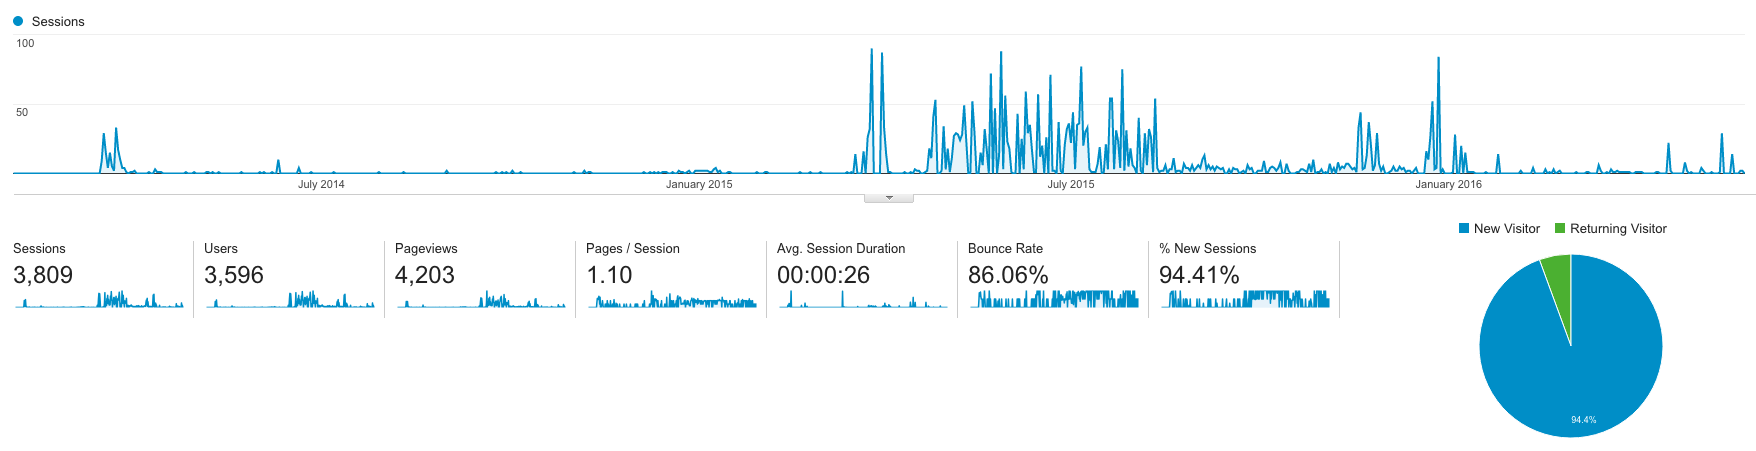 Sessions
100
50
July 2014 January 2015 July 2015 January 2016
New Visitor Returning Visitor
Sessions Users Pageviews Pages / Session Avg. Session Duration Bounce Rate % New Sessions
3,809 3,596 4,203 1.10 00:00:26 86.06% 94.41%
94.4%